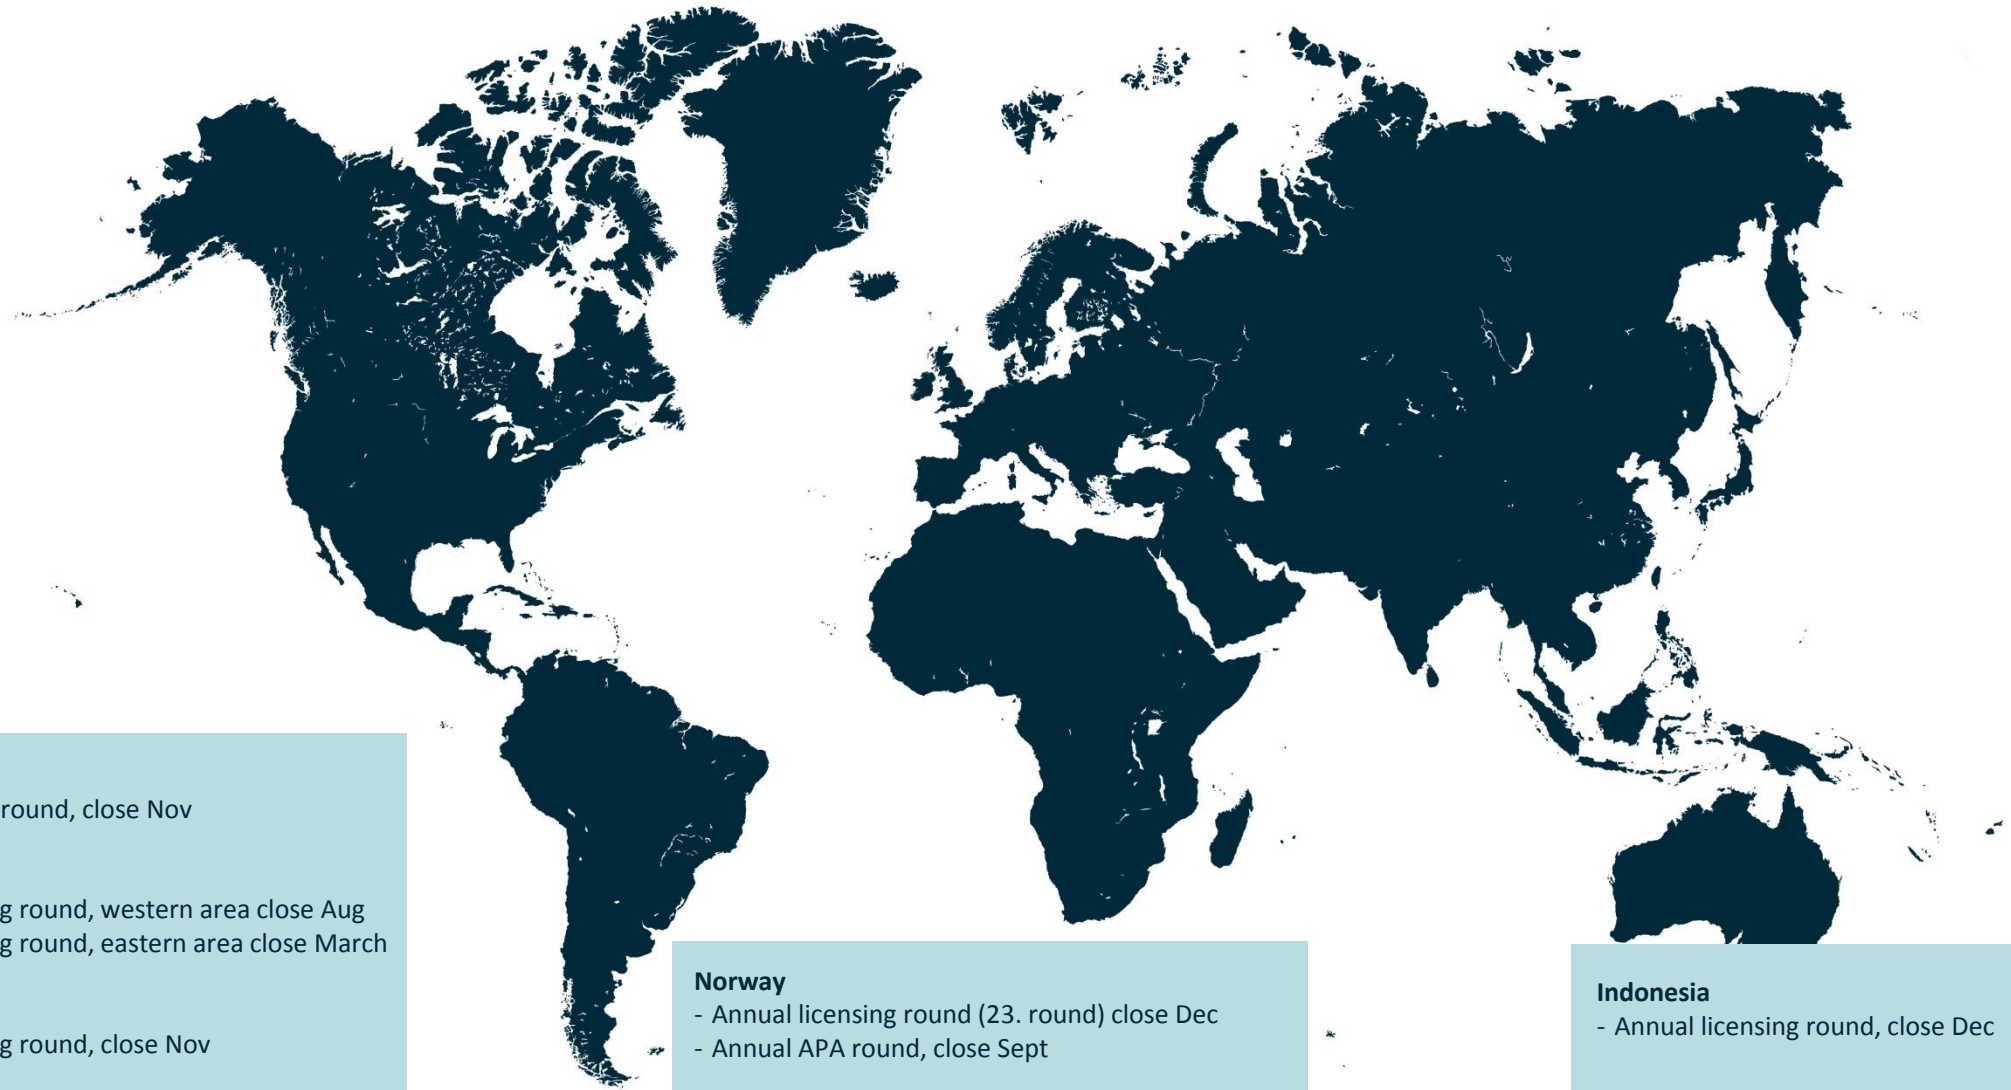 round, close Nov
g round, western area close Aug
g round, eastern area close March
g round, close Nov
Norway
- Annual licensing round (23. round) close Dec
- Annual APA round, close Sept
Indonesia
- Annual licensing round, close Dec